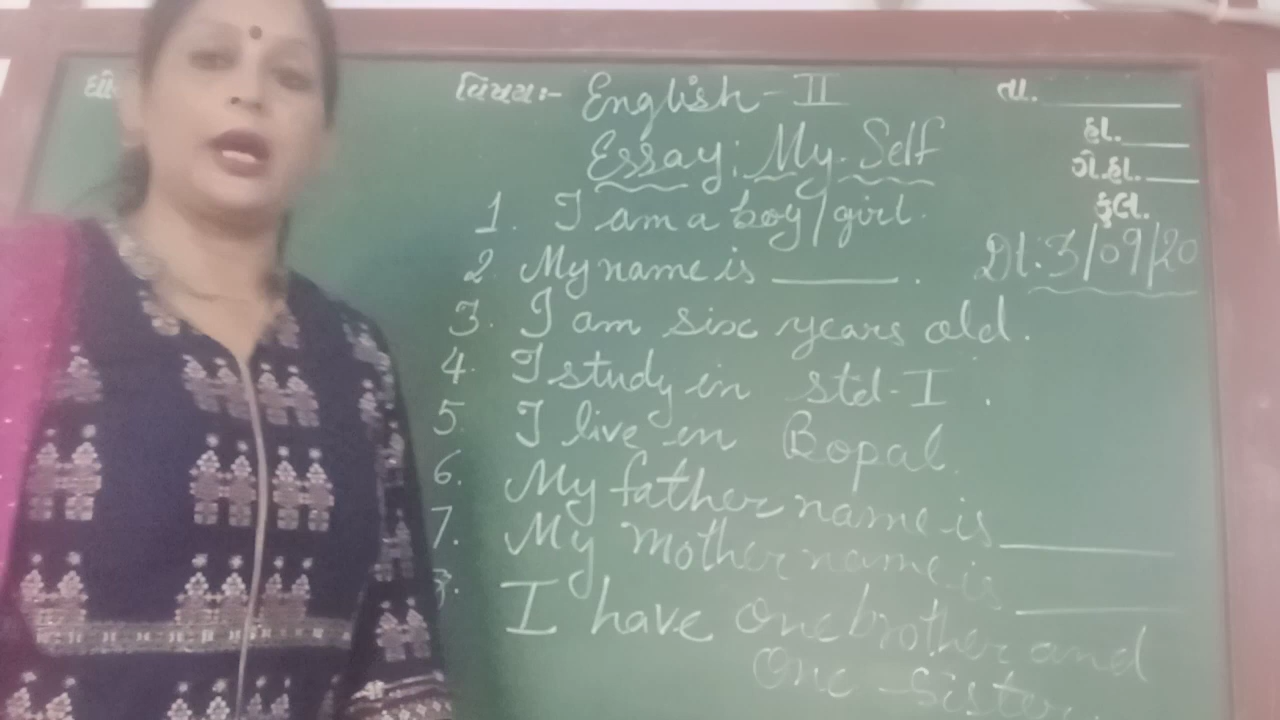 વિષય:- English - II
તા.
હા.
ગે.હા.
કુલ.
Essay: My Self
Dt: 3/09/20
1. I am a boy/girl.
2. My name is ______.
3. I am six years old.
4. I study in std-I.
5. I live in Bopal.
6. My father name is ______
7. My mother name is ______
8. I have one brother and
One Sister.